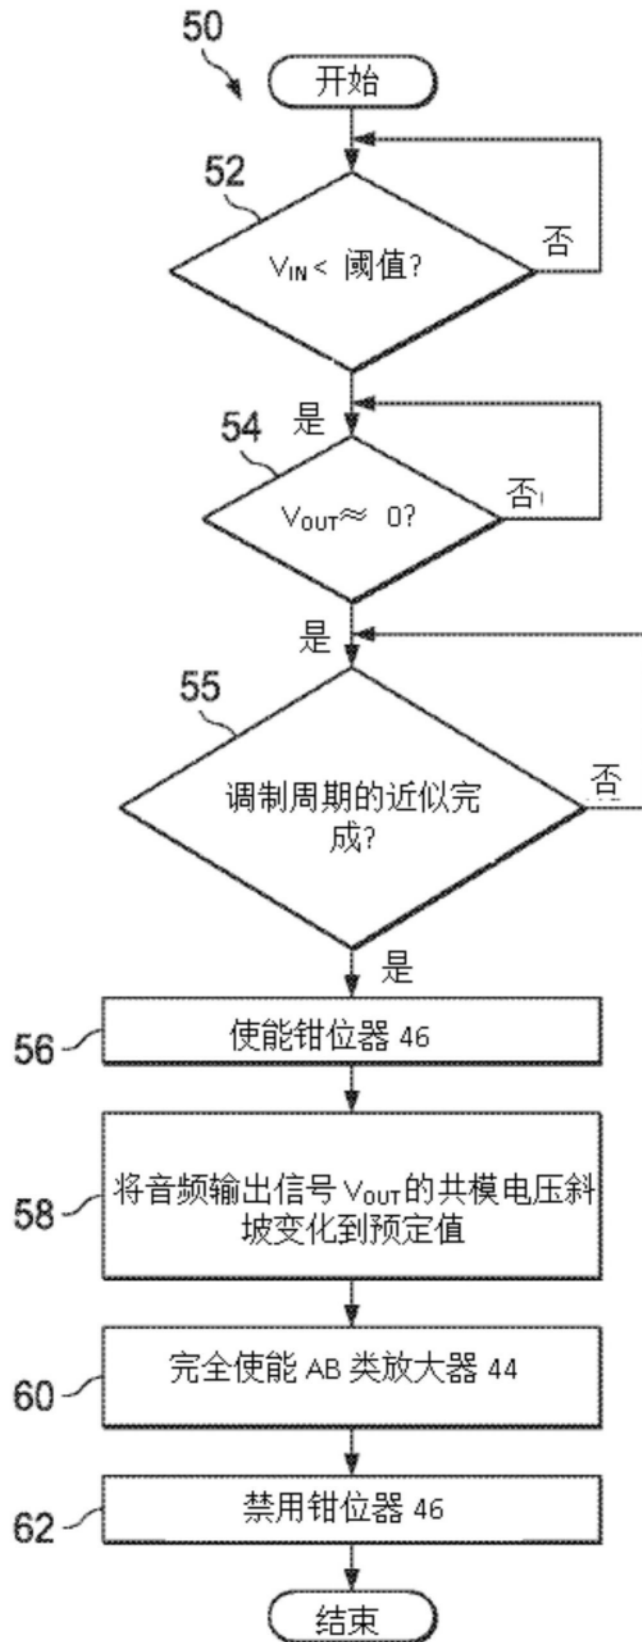 50
开始
52
V_IN < 阈值?
否
是
54
V_OUT ≈ 0?
否
是
55
调制周期的近似完
成?
否
是
56
使能钳位器 46
58
将音频输出信号 V_OUT 的共模电压斜
坡变化到预定值
60
完全使能 AB 类放大器 44
62
禁用钳位器 46
结束